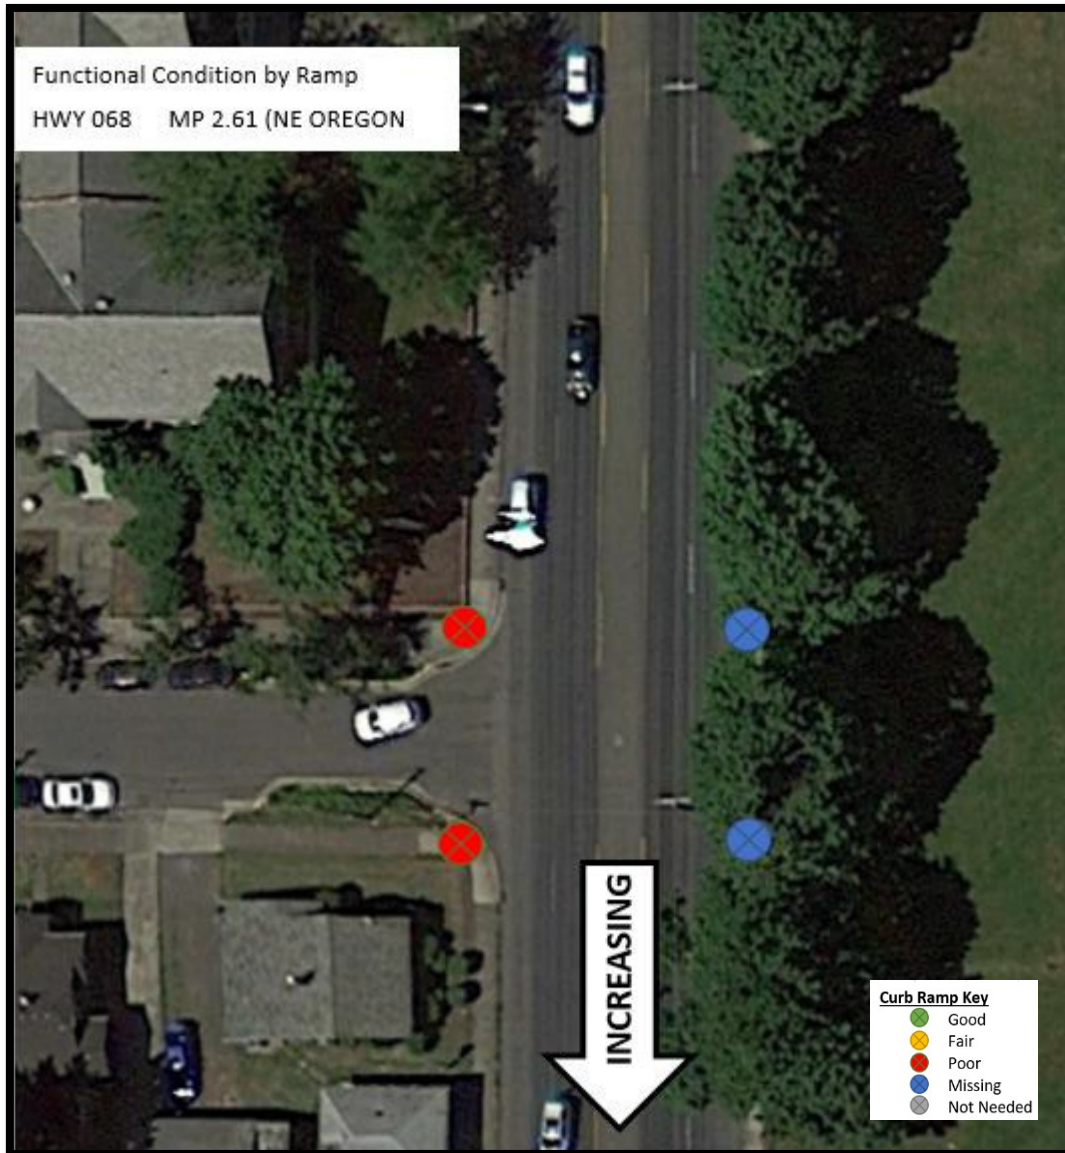 Functional Condition by Ramp
HWY 068 MP 2.61 (NE OREGON
INCREASING
Curb Ramp Key
Good
Fair
Poor
Missing
Not Needed